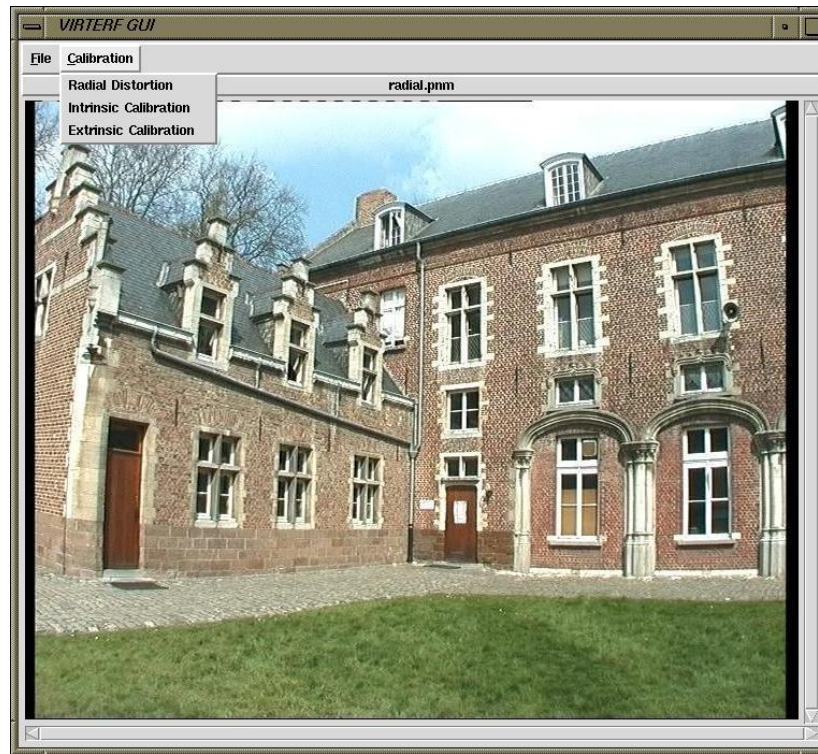 VIRTERF GUI
File Calibration
radial.pnm
Radial Distortion
Intrinsic Calibration
Extrinsic Calibration